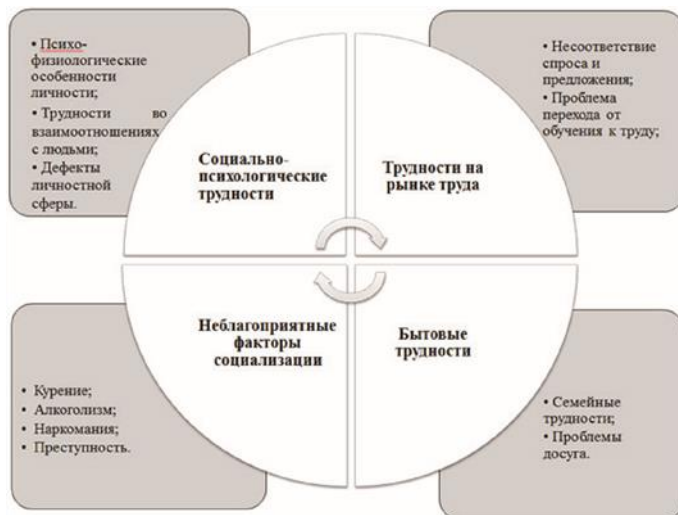 • Психо-
физиологические
особенности
личности;
• Трудности во
взаимоотношениях
с людьми;
• Дефекты
личностной
сферы.
Социально-
психологические
трудности
• Несоответствие
спроса и
предложения;
• Проблема
перехода от
обучения к труду;
Трудности на
рынке труда
Неблагоприятные
факторы
социализации
• Курение;
• Алкоголизм;
• Наркомания;
• Преступность.
Бытовые
трудности
• Семейные
трудности;
• Проблемы
досуга.